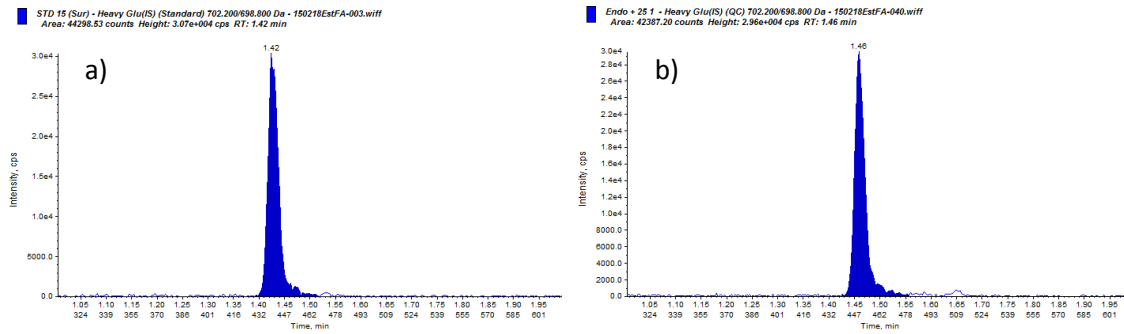 STD 15 (Sur) - Heavy Glu(IS) (Standard) 702.200/698.800 Da - 150218EstFA-003.wiff
Area: 44298.53 counts Height: 3.07e+004 cps RT: 1.42 min
a)
1.42
3.0e4
2.5e4
2.0e4
1.5e4
1.0e4
5000.0
0.0
Intensity, cps
1.05 1.10 1.15 1.20 1.25 1.30 1.35 1.40 1.45 1.50 1.55 1.60 1.65 1.70 1.75 1.80 1.85 1.90 1.95
324 339 355 370 386 401 416 432 447 462 478 493 509 524 540 555 570 585 601
Time, min
Endo + 25 1 - Heavy Glu(IS) (QC) 702.200/698.800 Da - 150218EstFA-040.wiff
Area: 42387.20 counts Height: 2.96e+004 cps RT: 1.46 min
b)
1.46
3.0e4
2.8e4
2.6e4
2.4e4
2.2e4
2.0e4
1.8e4
1.6e4
1.4e4
1.2e4
1.0e4
8000.0
6000.0
4000.0
2000.0
0.0
Intensity, cps
1.05 1.10 1.15 1.20 1.25 1.30 1.35 1.40 1.45 1.50 1.55 1.60 1.65 1.70 1.75 1.80 1.85 1.90 1.95
324 339 355 370 386 401 416 432 447 462 478 493 509 524 540 555 570 585 601
Time, min